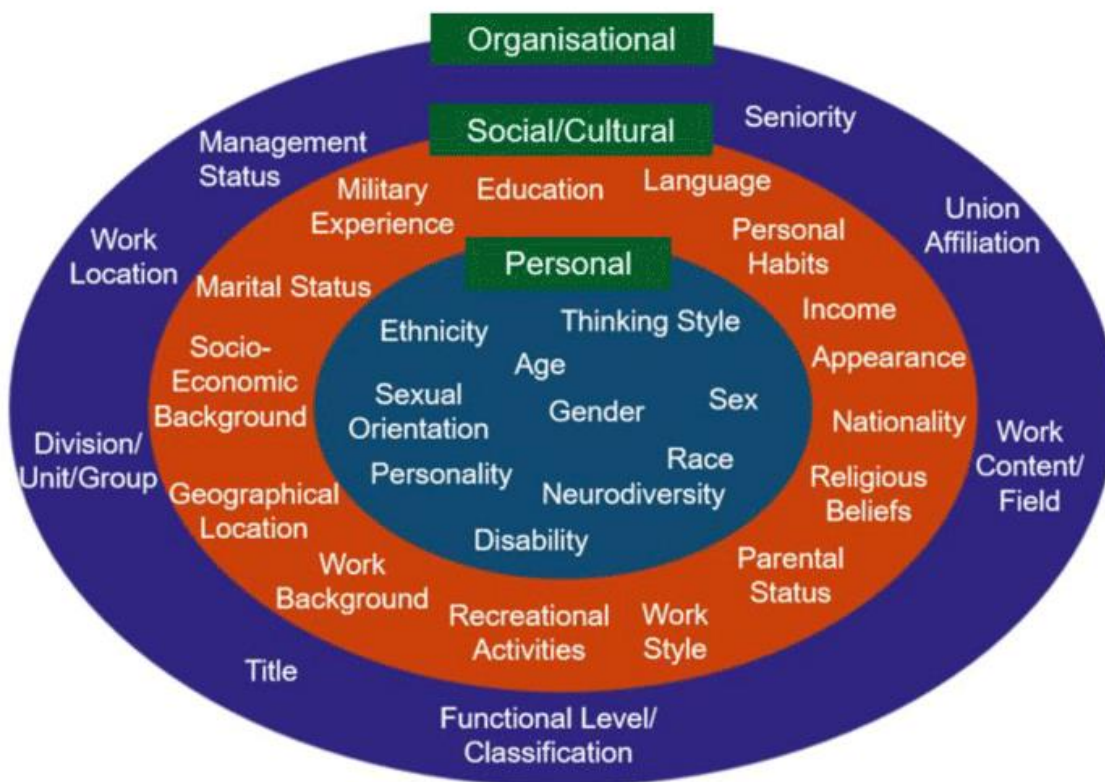 Organisational
Seniority
Management
Status
Union
Affiliation
Work
Location
Work
Content/
Field
Division/
Unit/Group
Title
Functional Level/
Classification
Social/Cultural
Military
Experience
Education
Language
Personal
Habits
Marital Status
Income
Socio-
Economic
Background
Appearance
Nationality
Geographical
Location
Religious
Beliefs
Work
Background
Parental
Status
Recreational
Activities
Work
Style
Personal
Ethnicity
Thinking Style
Age
Sexual
Orientation
Gender
Sex
Personality
Race
Neurodiversity
Disability